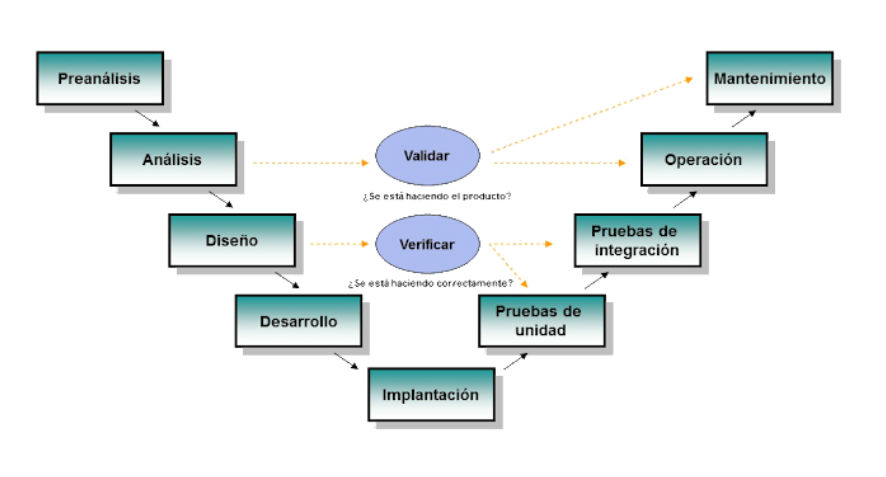 Preanálisis
Mantenimiento
Análisis
Validar
Operación
¿Se está haciendo el producto?
Diseño
Verificar
Pruebas de
integración
¿Se está haciendo correctamente?
Desarrollo
Pruebas de
unidad
Implantación